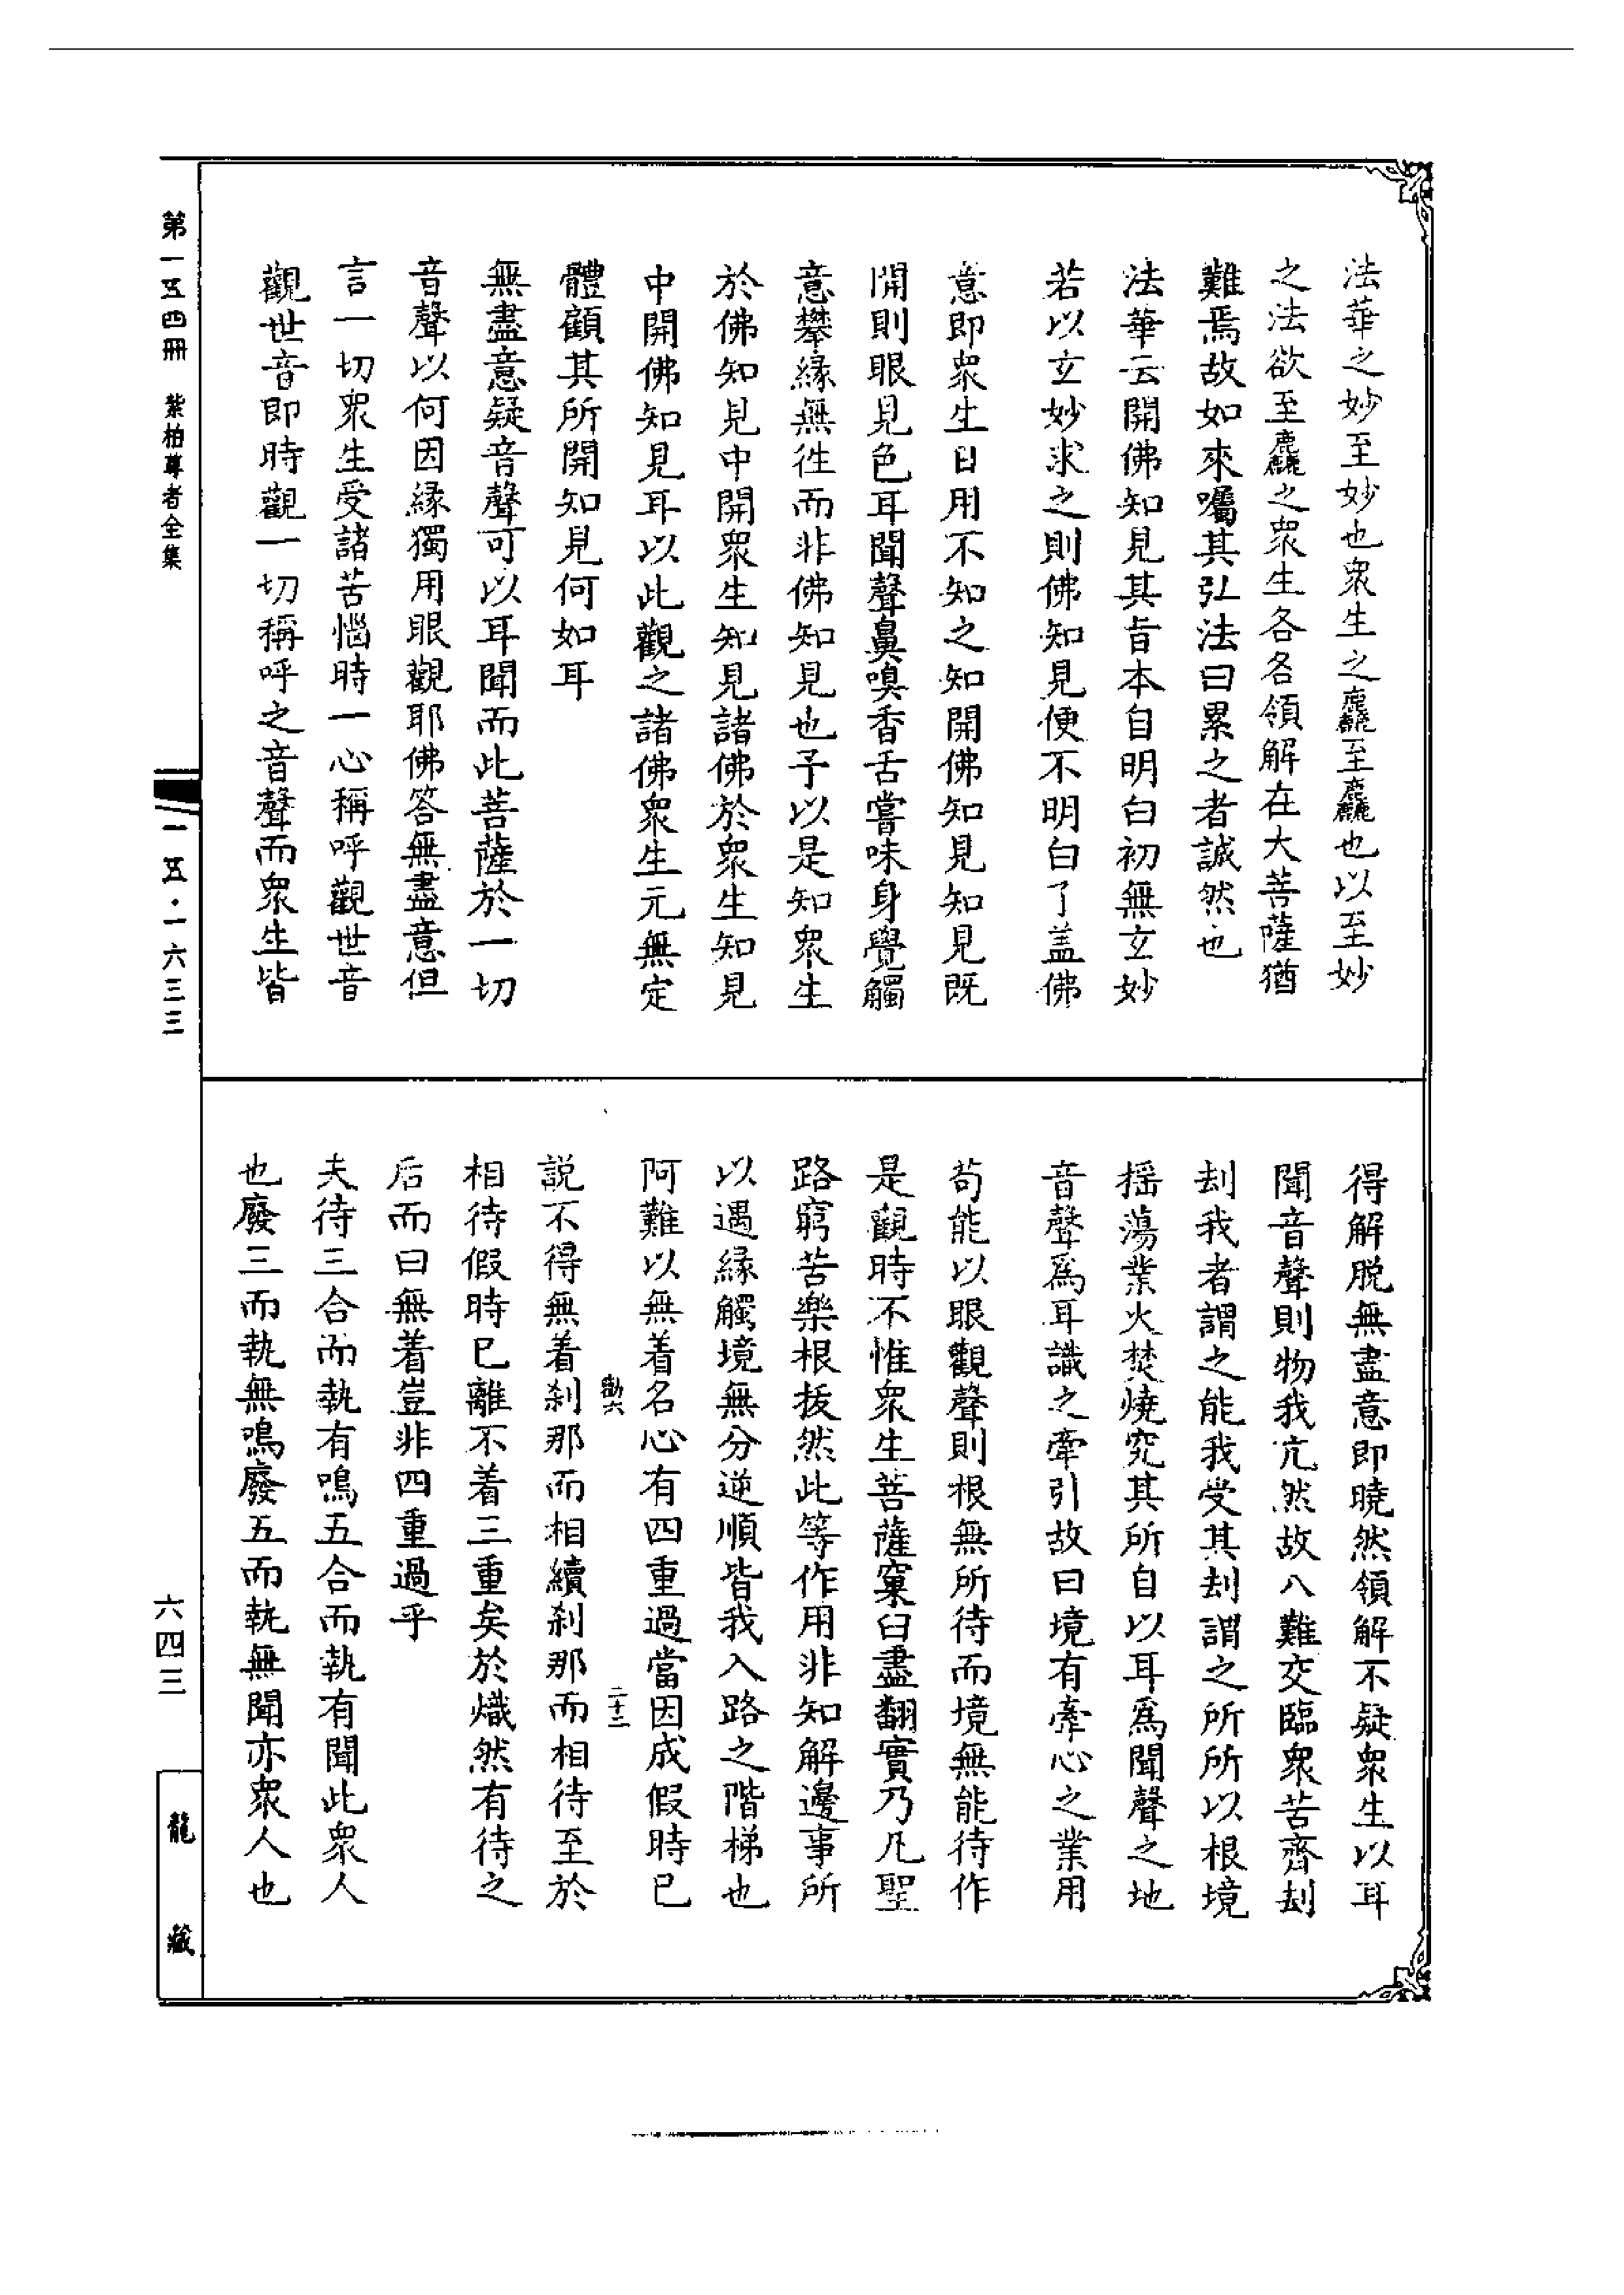 法華之妙至妙也衆生之麤至麤也以至妙
之法欲至麤之衆生各各領解在大菩薩猶
難焉故如來囑其弘法曰累之者誠然也
法華云開佛知見其旨本自明白初無玄妙
若以玄妙求之則佛知見便不明白了盖佛
意即衆生日用不知之知開佛知見知見既
開則眼見色耳聞聲鼻嗅香舌嘗味身覺觸
意攀緣無徃而非佛知見也予以是知衆生
於佛知見中開衆生知見諸佛於衆生知見
中開佛知見耳以此觀之諸佛衆生元無定
體顧其所開知見何如耳
無盡意疑音聲可以耳聞而此菩薩於一切
音聲以何因緣獨用眼觀耶佛答無盡意但
言一切衆生受諸苦惱時一心稱呼觀世音
觀世音即時觀一切稱呼之音聲而衆生皆
得解脱無盡意即曉然領解不疑衆生以耳
聞音聲則物我亢然故八難交臨衆苦齊刦
刦我者謂之能我受其刦謂之所所以根境
揺蕩業火焚燒究其所自以耳爲聞聲之地
音聲爲耳識之牽引故曰境有牽心之業用
苟能以眼觀聲則根無所待而境無能待作
是觀時不惟衆生菩薩窠臼盡翻實乃凡聖
路窮苦樂根拔然此等作用非知解邊事所
以遇緣觸境無分逆順皆我入路之階梯也
阿難以無着名心有四重過當因成假時已
勤六
二十二
説不得無着刹那而相續刹那而相待至於
相待假時已離不着三重矣於熾然有待之
后而曰無着豈非四重過乎
夫待三合而執有鳴五合而執有聞此衆人
也廢三而執無鳴廢五而執無聞亦衆人也
第一五四冊 紫柏尊者全集
一五·一六三三
六四三
龍藏